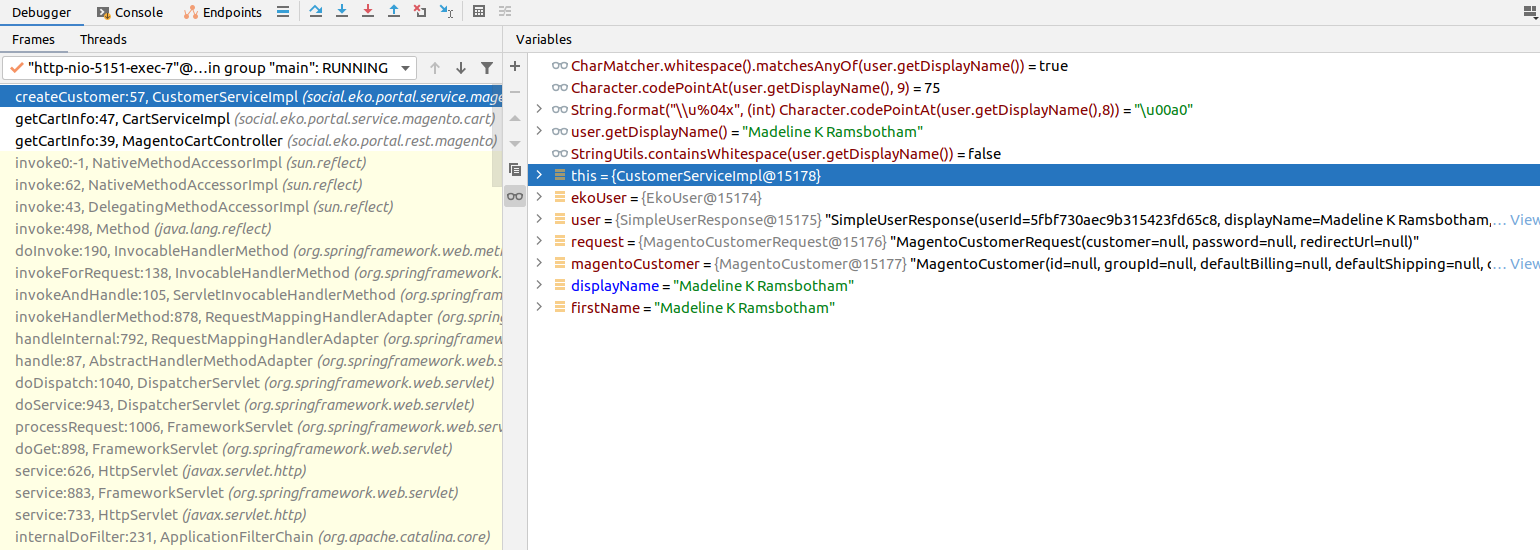 Debugger Console Endpoints
Frames Threads
"http-nio-5151-exec-7"@...in group "main": RUNNING
createCustomer:57, CustomerServiceImpl (social.eko.portal.service.mage
getCartInfo:47, CartServiceImpl (social.eko.portal.service.magento.cart)
getCartInfo:39, MagentoCartController (social.eko.portal.rest.magento)
invoke0:-1, NativeMethodAccessorImpl (sun.reflect)
invoke:62, NativeMethodAccessorImpl (sun.reflect)
invoke:43, DelegatingMethodAccessorImpl (sun.reflect)
invoke:498, Method (java.lang.reflect)
doInvoke:190, InvocableHandlerMethod (org.springframework.web.meth
invokeForRequest:138, InvocableHandlerMethod (org.springframework.
invokeAndHandle:105, ServletInvocableHandlerMethod (org.springfram
invokeHandlerMethod:878, RequestMappingHandlerAdapter (org.spring
handleInternal:792, RequestMappingHandlerAdapter (org.springframew
handle:87, AbstractHandlerMethodAdapter (org.springframework.web.s
doDispatch:1040, DispatcherServlet (org.springframework.web.servlet)
doService:943, DispatcherServlet (org.springframework.web.servlet)
processRequest:1006, FrameworkServlet (org.springframework.web.serv
doGet:898, FrameworkServlet (org.springframework.web.servlet)
service:626, HttpServlet (javax.servlet.http)
service:883, FrameworkServlet (org.springframework.web.servlet)
service:733, HttpServlet (javax.servlet.http)
internalDoFilter:231, ApplicationFilterChain (org.apache.catalina.core)
Variables
CharMatcher.whitespace().matchesAnyOf(user.getDisplayName()) = true
Character.codePointAt(user.getDisplayName(), 9) = 75
String.format("\\u%04x", (int) Character.codePointAt(user.getDisplayName(),8)) = "\u00a0"
user.getDisplayName() = "Madeline K Ramsbotham"
StringUtils.containsWhitespace(user.getDisplayName()) = false
this = {CustomerServiceImpl@15178}
ekoUser = {EkoUser@15174}
user = {SimpleUserResponse@15175} "SimpleUserResponse(userId=5fbf730aec9b315423fd65c8, displayName=Madeline K Ramsbotham,... View
request = {MagentoCustomerRequest@15176} "MagentoCustomerRequest(customer=null, password=null, redirectUrl=null)"
magentoCustomer = {MagentoCustomer@15177} "MagentoCustomer(id=null, groupId=null, defaultBilling=null, defaultShipping=null, c... View
displayName = "Madeline K Ramsbotham"
firstName = "Madeline K Ramsbotham"